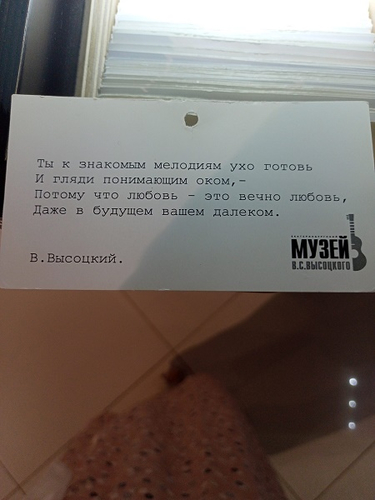 Ты к знакомым мелодиям ухо готовь
И гляди понимающим оком,-
Потому что любовь - это вечно любовь,
Даже в будущем вашем далеком.
В.Высоцкий.
МУЗЕЙ
В.С.ВЫСОЦКОГО